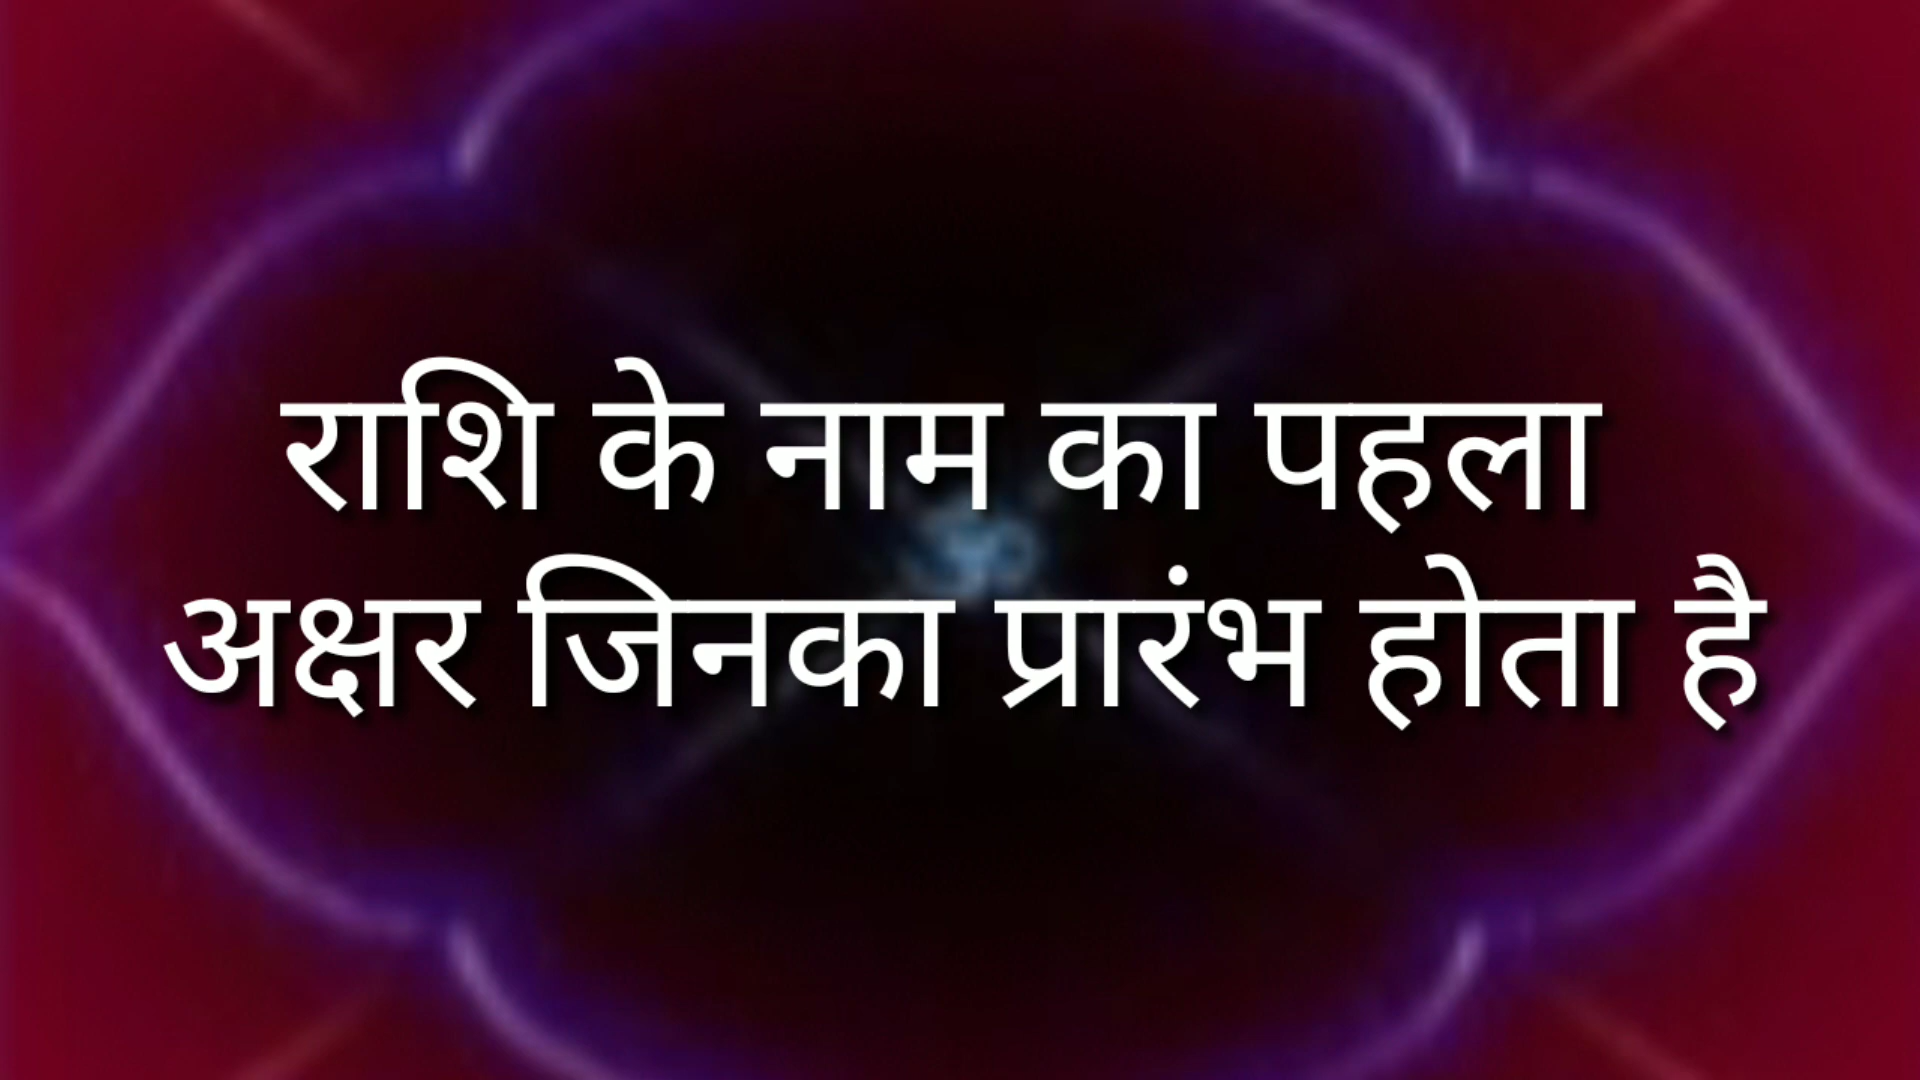 राशि के नाम का पहला
अक्षर जिनका प्रारंभ होता है